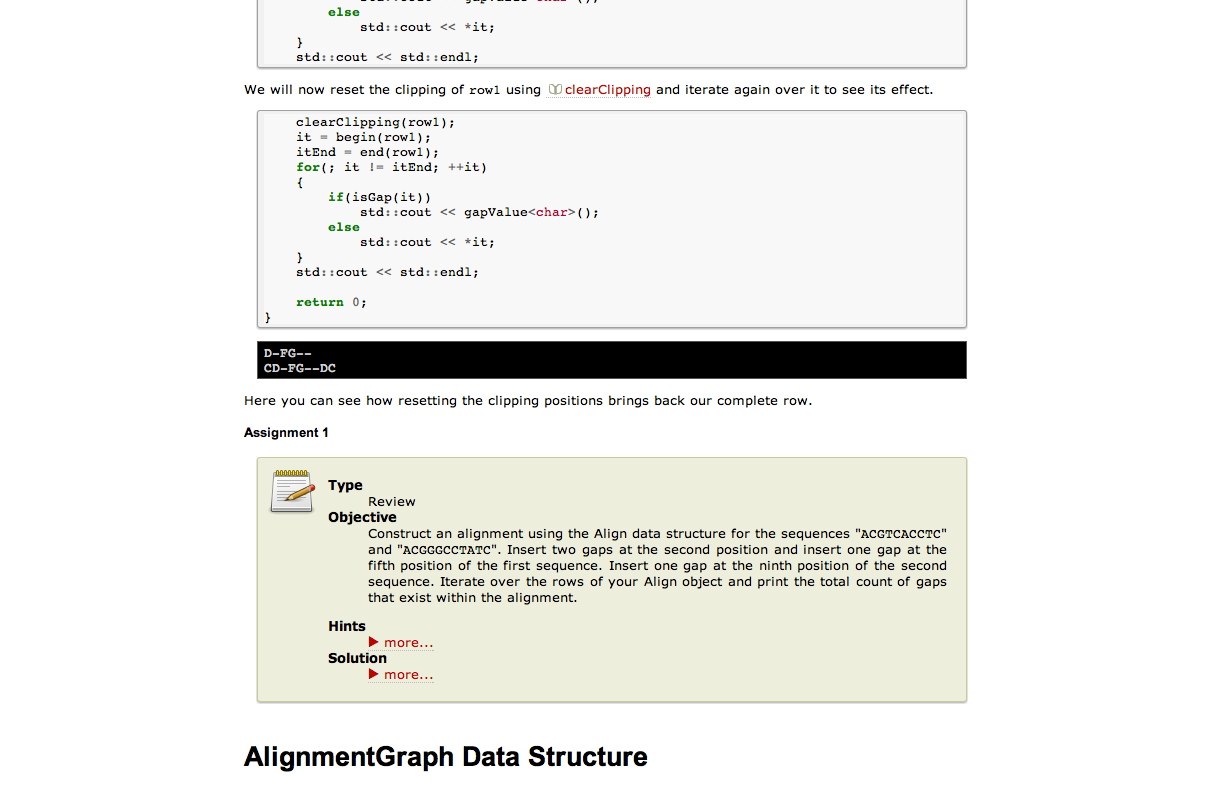 else
std::cout << *it;
}
std::cout << std::endl;
We will now reset the clipping of row1 using clearClipping and iterate again over it to see its effect.
clearClipping(row1);
it = begin(row1);
itEnd = end(row1);
for(; it != itEnd; ++it)
{
if(isGap(it))
std::cout << gapValue<char>();
else
std::cout << *it;
}
std::cout << std::endl;
return 0;
}
D-FG--
CD-FG--DC
Here you can see how resetting the clipping positions brings back our complete row.
Assignment 1
Type
Review
Objective
Construct an alignment using the Align data structure for the sequences "ACGTCACCTC"
and "ACGGGCCTATC". Insert two gaps at the second position and insert one gap at the
fifth position of the first sequence. Insert one gap at the ninth position of the second
sequence. Iterate over the rows of your Align object and print the total count of gaps
that exist within the alignment.
Hints
more...
Solution
more...
AlignmentGraph Data Structure